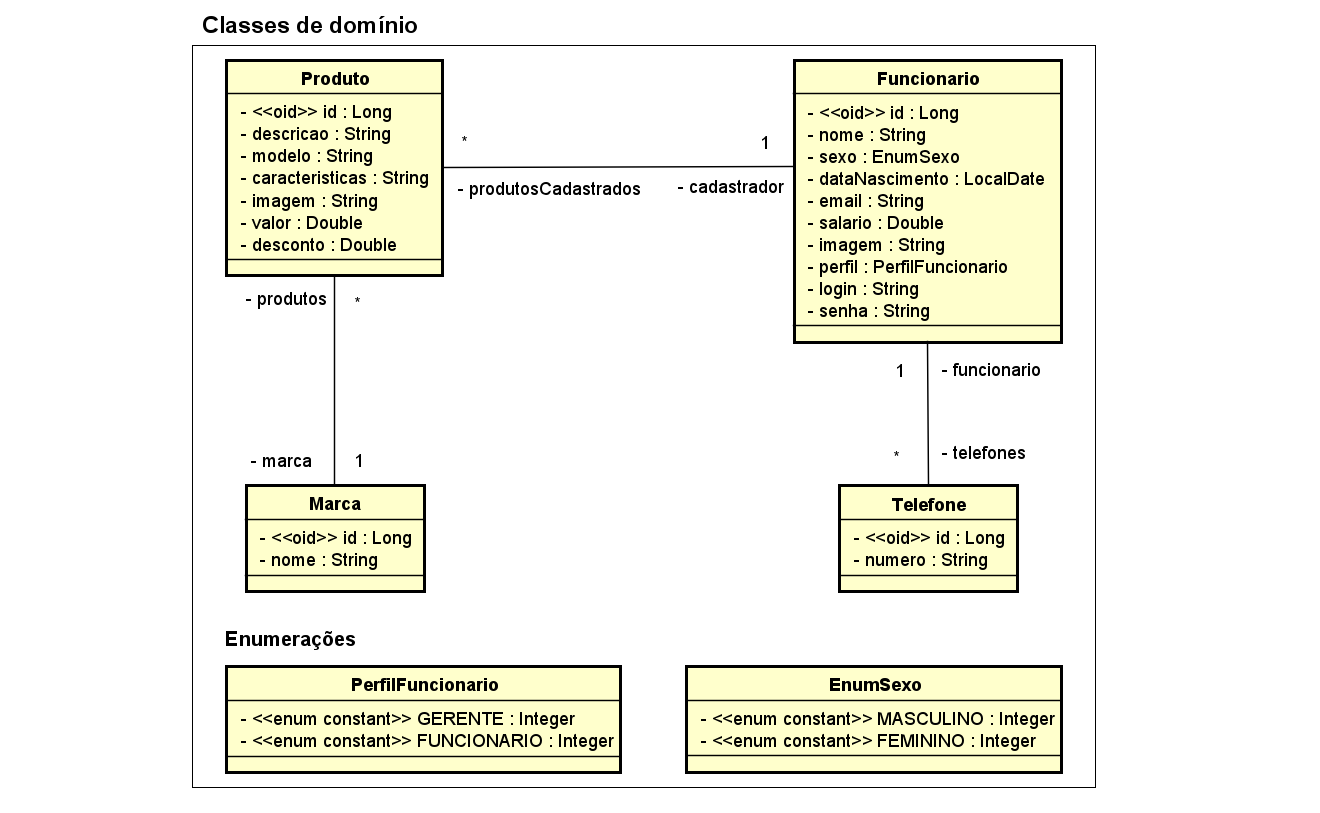 Classes de domínio
Produto
- <<oid>> id : Long
- descricao : String
- modelo : String
- caracteristicas : String
- imagem : String
- valor : Double
- desconto : Double
*
- produtosCadastrados
1
- cadastrador
Funcionario
- <<oid>> id : Long
- nome : String
- sexo : EnumSexo
- dataNascimento : LocalDate
- email : String
- salario : Double
- imagem : String
- perfil : PerfilFuncionario
- login : String
- senha : String
- produtos *
- marca 1
1 - funcionario
* - telefones
Marca
- <<oid>> id : Long
- nome : String
Telefone
- <<oid>> id : Long
- numero : String
Enumerações
PerfilFuncionario
- <<enum constant>> GERENTE : Integer
- <<enum constant>> FUNCIONARIO : Integer
EnumSexo
- <<enum constant>> MASCULINO : Integer
- <<enum constant>> FEMININO : Integer